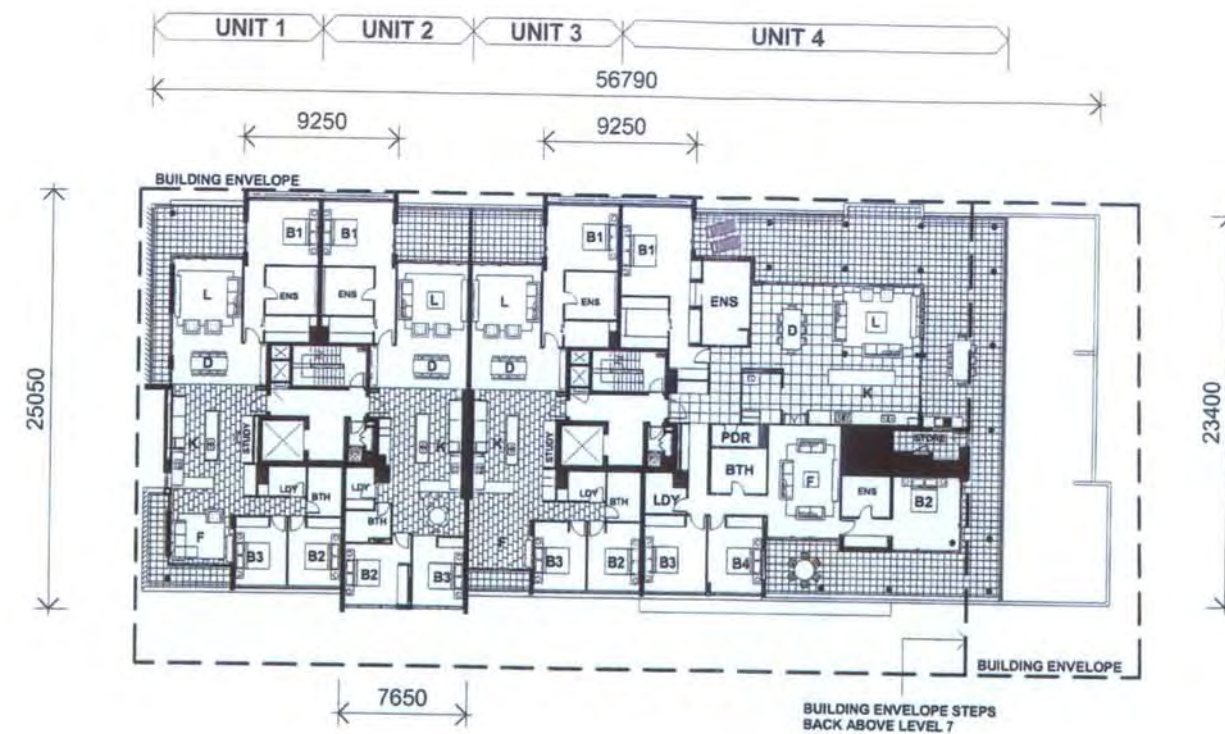 UNIT 1
UNIT 2
UNIT 3
UNIT 4
56790
9250
9250
BUILDING ENVELOPE
25050
23400
B1
B1
B1
B1
L
ENS
ENS
L
L
ENS
ENS
D
L
D
D
D
K
STUDY
K
K
STUDY
K
PDR
STORE
LDY
BTH
LDY
BTH
LDY
BTH
LDY
BTH
F
ENS
B2
F
B3
B2
B2
B3
F
B3
B2
B3
B4
BUILDING ENVELOPE
7650
BUILDING ENVELOPE STEPS
BACK ABOVE LEVEL 7